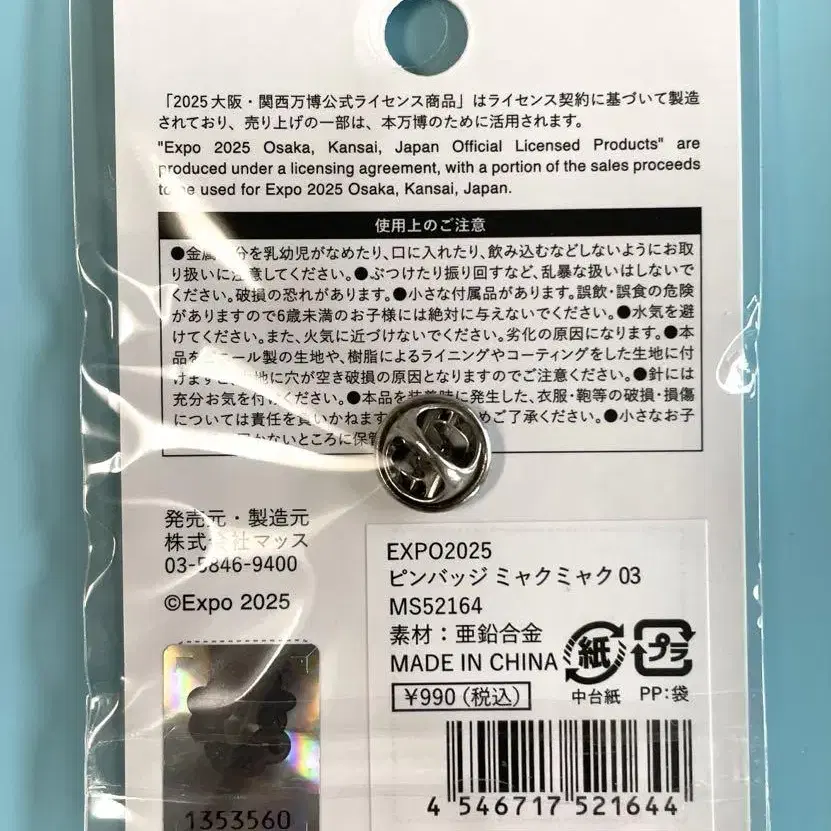 「2025大阪・関西万博公式ライセンス商品」はライセンス契約に基づいて製造
されており、売り上げの一部は、本万博のために活用されます。
"Expo 2025 Osaka, Kansai, Japan Official Licensed Products" are
produced under a licensing agreement, with a portion of the sales proceeds
to be used for Expo 2025 Osaka, Kansai, Japan.
使用上のご注意
●金属部分を乳幼児がなめたり、口に入れたり、飲み込むなどしないようにお取
り扱いに注意してください。●ぶつけたり振り回すなど、乱暴な扱いはしないで
ください。破損の恐れがあります。●小さな付属品があります。誤飲・誤食の危険
がありますので6歳未満のお子様には絶対に与えないでください。●水気を避
けてください。また、火気に近づけないでください。劣化の原因になります。●本
品をビニール製の生地や、樹脂によるライニングやコーティングをした生地に付
けますと、生地に穴が空き破損の原因となりますのでご注意ください。●針には
充分お気を付けください。●本品を装着時に発生した、衣服・鞄等の破損・損傷
については責任を負いかねます めご了承ください。●小さなお子
かないところに保管
発売元・製造元
株式会社マッス
03-5846-9400
©Expo 2025
EXPO2025
ピンバッジ ミャクミャク 03
MS52164
素材：亜鉛合金
MADE IN CHINA
¥990（税込）
紙
中台紙
プラ
PP：袋
4 546717 521644
1353560